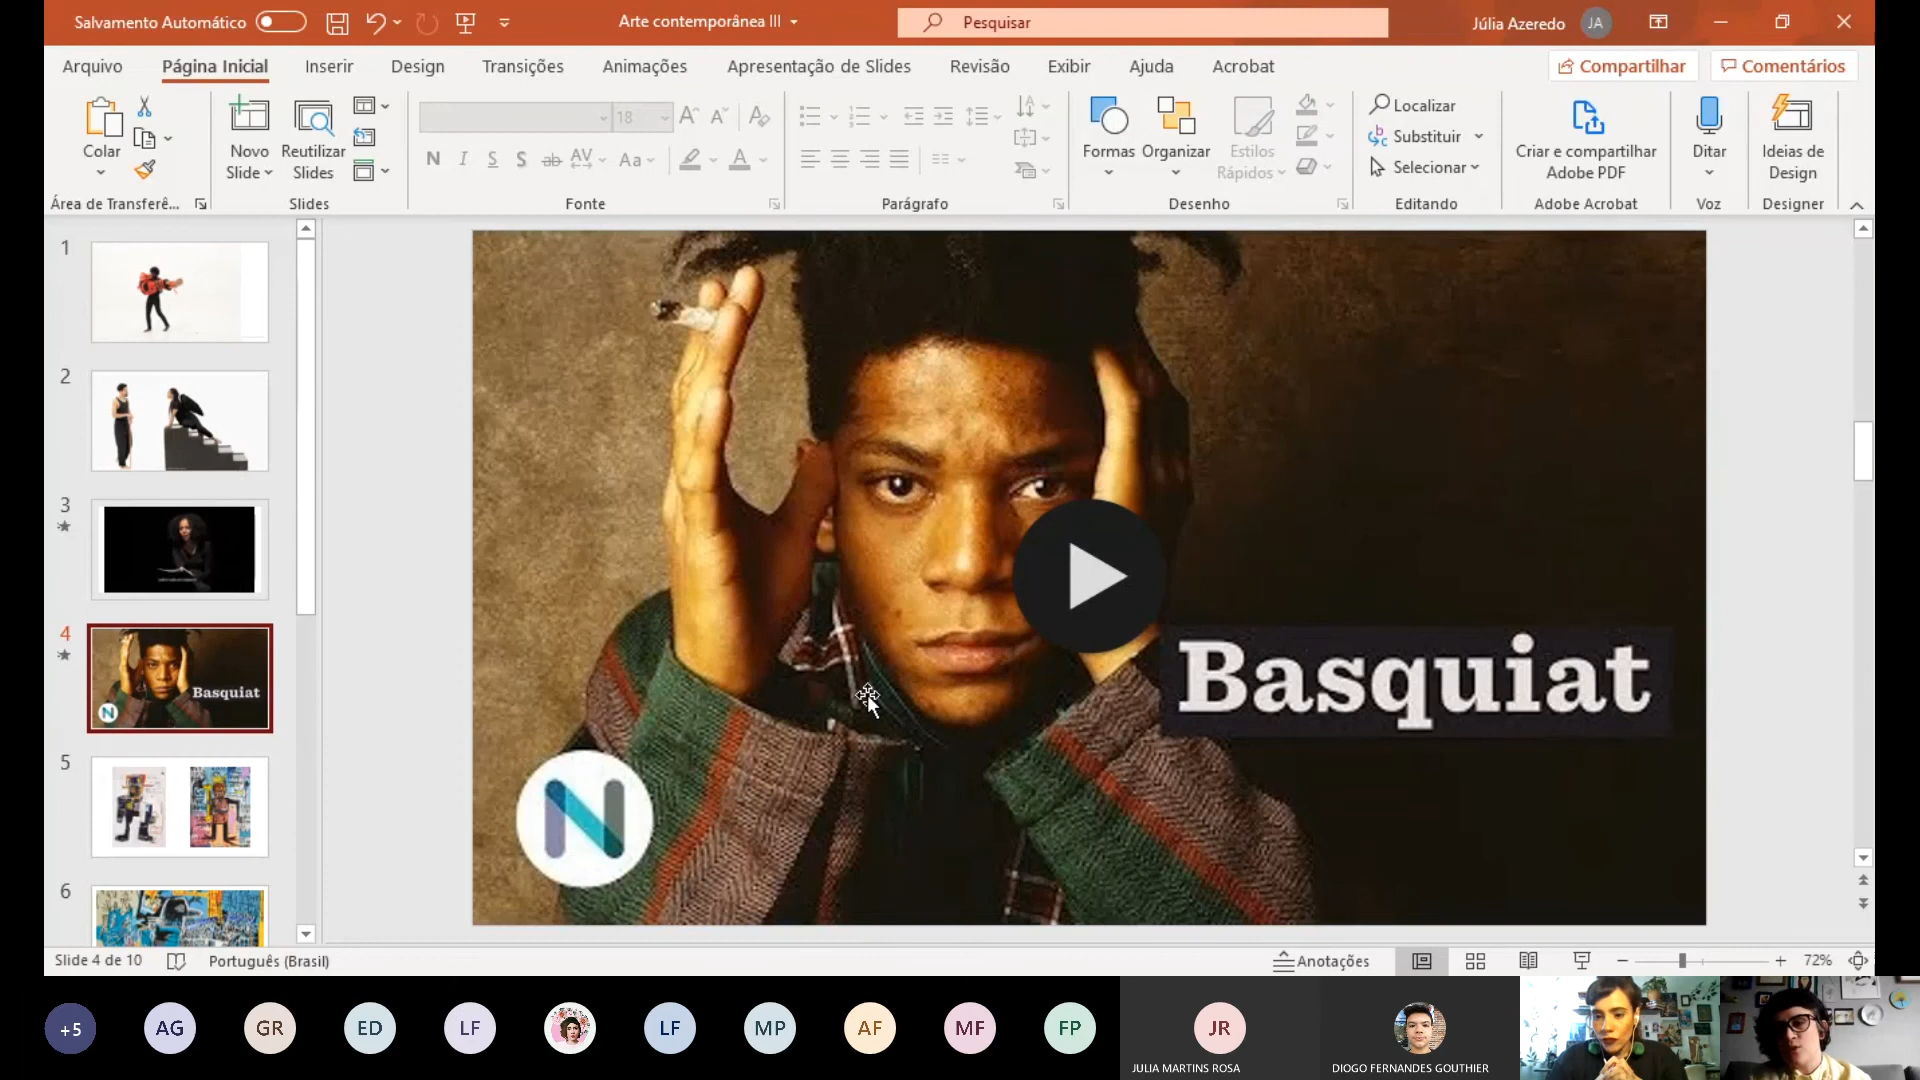 Salvamento Automático
Arte contemporânea III
Pesquisar
Júlia Azeredo
JA
Arquivo
Página Inicial
Inserir
Design
Transições
Animações
Apresentação de Slides
Revisão
Exibir
Ajuda
Acrobat
Compartilhar
Comentários
Colar
Novo
Slide
Reutilizar
Slides
18
N I S S ab AV Aa A
Formas
Organizar
Estilos
Rápidos
Localizar
Substituir
Selecionar
Criar e compartilhar
Adobe PDF
Ditar
Ideias de
Design
Área de Transferê...
Slides
Fonte
Parágrafo
Desenho
Editando
Adobe Acrobat
Voz
Designer
1
2
3
4
Basquiat
N
5
6
Basquiat
N
Slide 4 de 10
Português (Brasil)
Anotações
72%
+5
AG
GR
ED
LF
LF
MP
AF
MF
FP
JR
JULIA MARTINS ROSA
DIOGO FERNANDES GOUTHIER